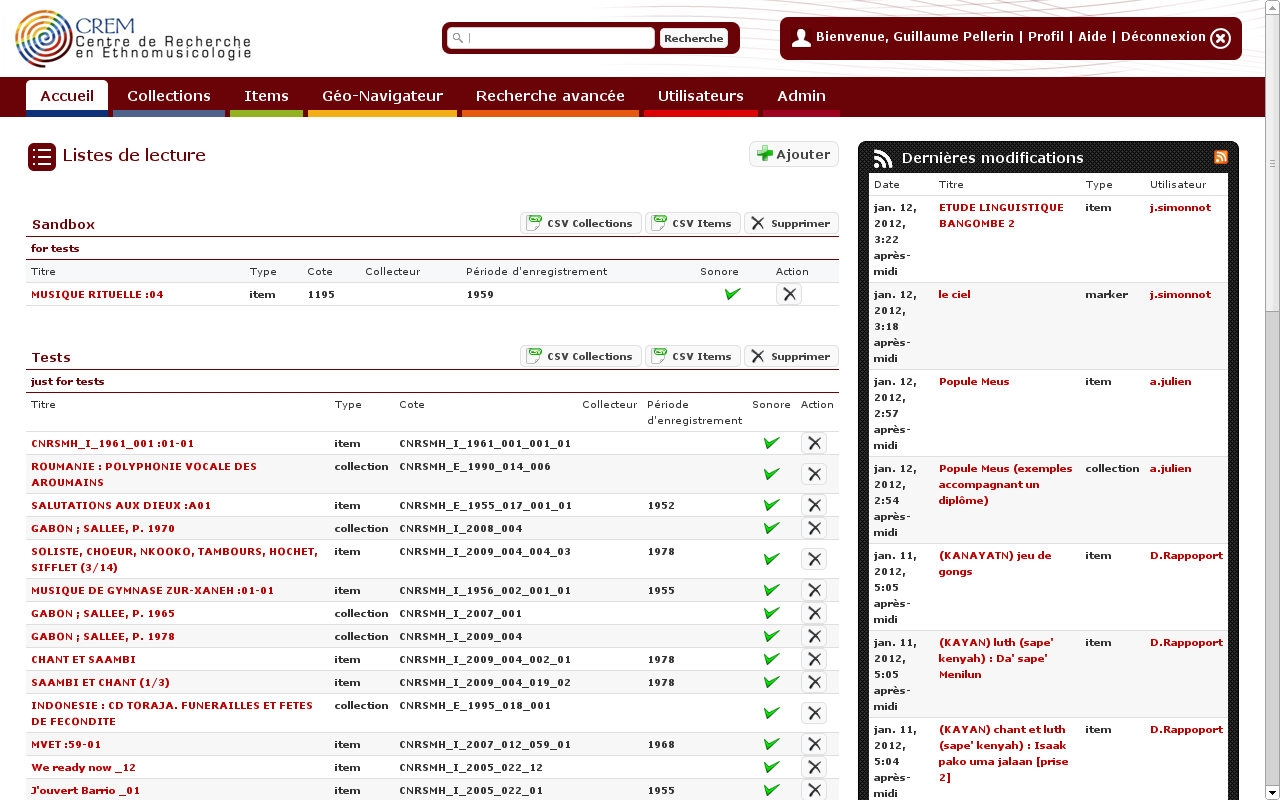 CREM
Centre de Recherche
en Ethnomusicologie
Recherche
Bienvenue, Guillaume Pellerin | Profil | Aide | Déconnexion
Accueil Collections Items Géo-Navigateur Recherche avancée Utilisateurs Admin
Listes de lecture
Ajouter
Sandbox
CSV Collections CSV Items Supprimer
for tests
Titre Type Cote Collecteur Période d'enregistrement Sonore Action
MUSIQUE RITUELLE :04 item 1195 1959
Tests
CSV Collections CSV Items Supprimer
just for tests
Titre Type Cote Collecteur Période Sonore Action
d'enregistrement
CNRSMH_I_1961_001 :01-01 item CNRSMH_I_1961_001_001_01
ROUMANIE : POLYPHONIE VOCALE DES collection CNRSMH_E_1990_014_006
AROUMAINS
SALUTATIONS AUX DIEUX :A01 item CNRSMH_E_1955_017_001_01 1952
GABON ; SALLEE, P. 1970 collection CNRSMH_I_2008_004
SOLISTE, CHOEUR, NKOOKO, TAMBOURS, HOCHET, item CNRSMH_I_2009_004_004_03 1978
SIFFLET (3/14)
MUSIQUE DE GYMNASE ZUR-XANEH :01-01 item CNRSMH_I_1956_002_001_01 1955
GABON ; SALLEE, P. 1965 collection CNRSMH_I_2007_001
GABON ; SALLEE, P. 1978 collection CNRSMH_I_2009_004
CHANT ET SAAMBI item CNRSMH_I_2009_004_002_01 1978
SAAMBI ET CHANT (1/3) item CNRSMH_I_2009_004_019_02 1978
INDONESIE : CD TORAJA. FUNERAILLES ET FETES collection CNRSMH_E_1995_018_001
DE FECONDITE
MVET :59-01 item CNRSMH_I_2007_012_059_01 1968
We ready now _12 item CNRSMH_I_2005_022_12
J'ouvert Barrio _01 item CNRSMH_I_2005_022_01 1955
Dernières modifications
Date Titre Type Utilisateur
jan. 12, ETUDE LINGUISTIQUE item j.simonnot
2012, BANGOMBE 2
3:22
après-
midi
jan. 12, le ciel marker j.simonnot
2012,
3:18
après-
midi
jan. 12, Popule Meus item a.julien
2012,
2:57
après-
midi
jan. 12, Popule Meus (exemples collection a.julien
2012, accompagnant un
2:54 diplôme)
après-
midi
jan. 11, (KANAYATN) jeu de item D.Rappoport
2012, gongs
5:05
après-
midi
jan. 11, (KAYAN) luth (sape' item D.Rappoport
2012, kenyah) : Da' sape'
5:05 Menilun
après-
midi
jan. 11, (KAYAN) chant et luth item D.Rappoport
2012, (sape' kenyah) : Isaak
5:04 pako uma jalaan [prise
après- 2]
midi